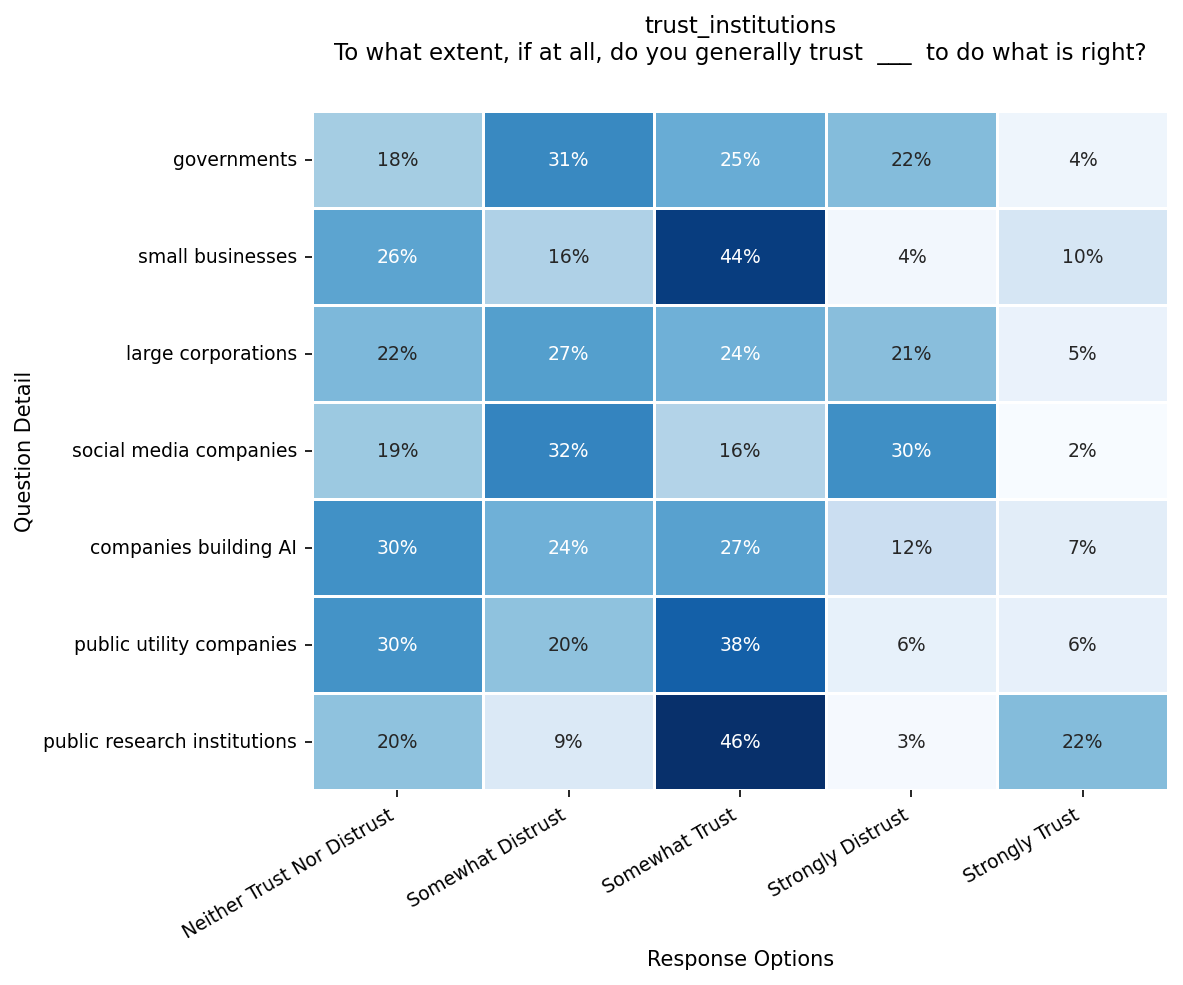 trust_institutions
To what extent, if at all, do you generally trust ___ to do what is right?
Question Detail
governments 18% 31% 25% 22% 4%
small businesses 26% 16% 44% 4% 10%
large corporations 22% 27% 24% 21% 5%
social media companies 19% 32% 16% 30% 2%
companies building AI 30% 24% 27% 12% 7%
public utility companies 30% 20% 38% 6% 6%
public research institutions 20% 9% 46% 3% 22%
Neither Trust Nor Distrust
Somewhat Distrust
Somewhat Trust
Strongly Distrust
Strongly Trust
Response Options